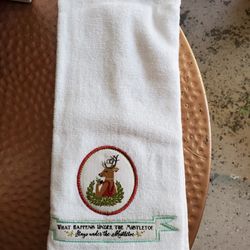 WHAT HAPPENS UNDER THE MISTLETOE
Stays under the Mistletoe